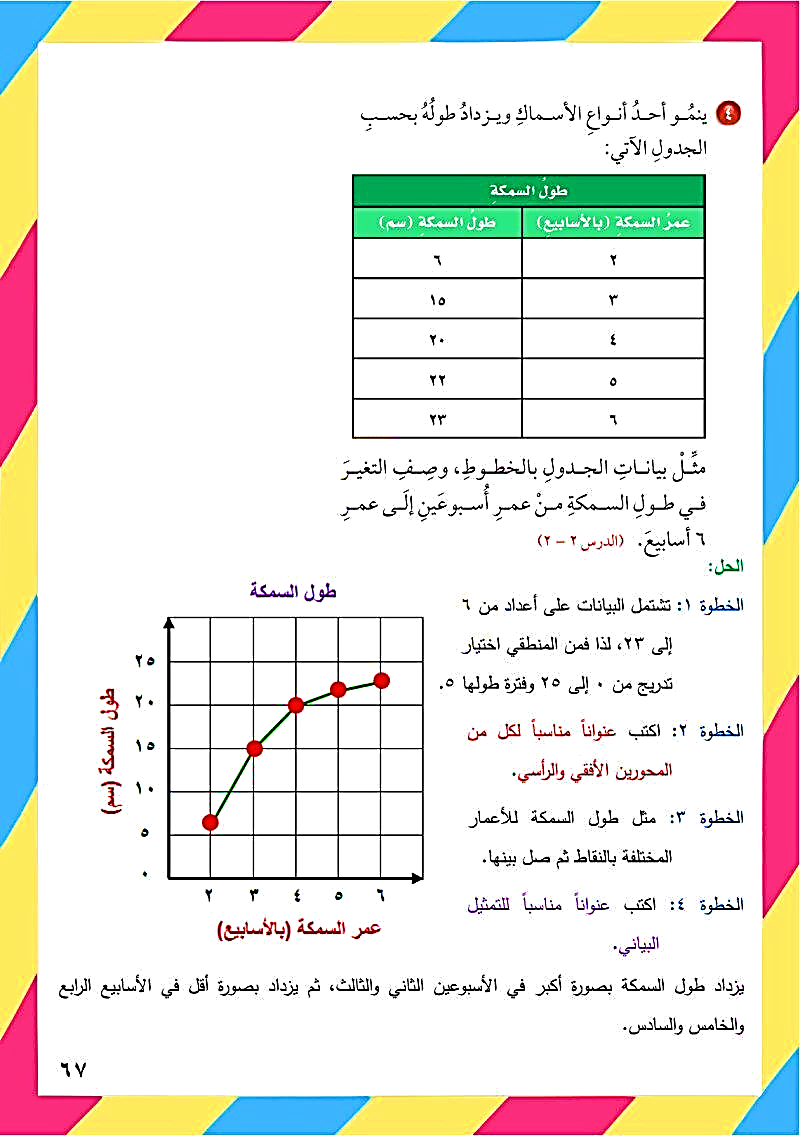 ٤ ينمُو أحدُ أنواعِ الأسماكِ ويزدادُ طولُهُ بحسبِ
الجدولِ الآتي:
طولُ السمكةِ
عمرُ السمكةِ (بالأسابيعِ) طولُ السمكةِ (سم)
٢ ٦
٣ ١٥
٤ ٢٠
٥ ٢٢
٦ ٢٣
مثِّلْ بياناتِ الجدولِ بالخطوطِ، وصِفِ التغيرَ
في طولِ السمكةِ منْ عمرِ أُسبوعَينِ إلَى عمرِ
٦ أسابيعَ. (الدرس ٢ – ٢)
الحل:
الخطوة ١: تشتمل البيانات على أعداد من ٦
إلى ٢٣، لذا فمن المنطقي اختيار
تدريج من ٠ إلى ٢٥ وفترة طولها ٥.
الخطوة ٢: اكتب عنواناً مناسباً لكل من
المحورين الأفقي والرأسي.
الخطوة ٣: مثل طول السمكة للأعمار
المختلفة بالنقاط ثم صل بينها.
الخطوة ٤: اكتب عنواناً مناسباً للتمثيل
البياني.
طول السمكة
طول السمكة (سم)
٢٥
٢٠
١٥
١٠
٥
٠
٢ ٣ ٤ ٥ ٦
عمر السمكة (بالأسابيع)
يزداد طول السمكة بصورة أكبر في الأسبوعين الثاني والثالث، ثم يزداد بصورة أقل في الأسابيع الرابع
والخامس والسادس.
٦٧